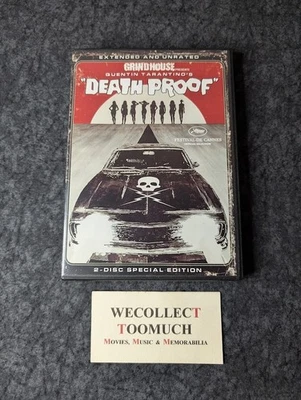 EXTENDED AND UNRATED
GRINDHOUSE PRESENTS
QUENTIN TARANTINO'S
"DEATH PROOF"
FESTIVAL DE CANNES
2-DISC SPECIAL EDITION
WECOLLECT
TOOMUCH
MOVIES, MUSIC & MEMORABILIA